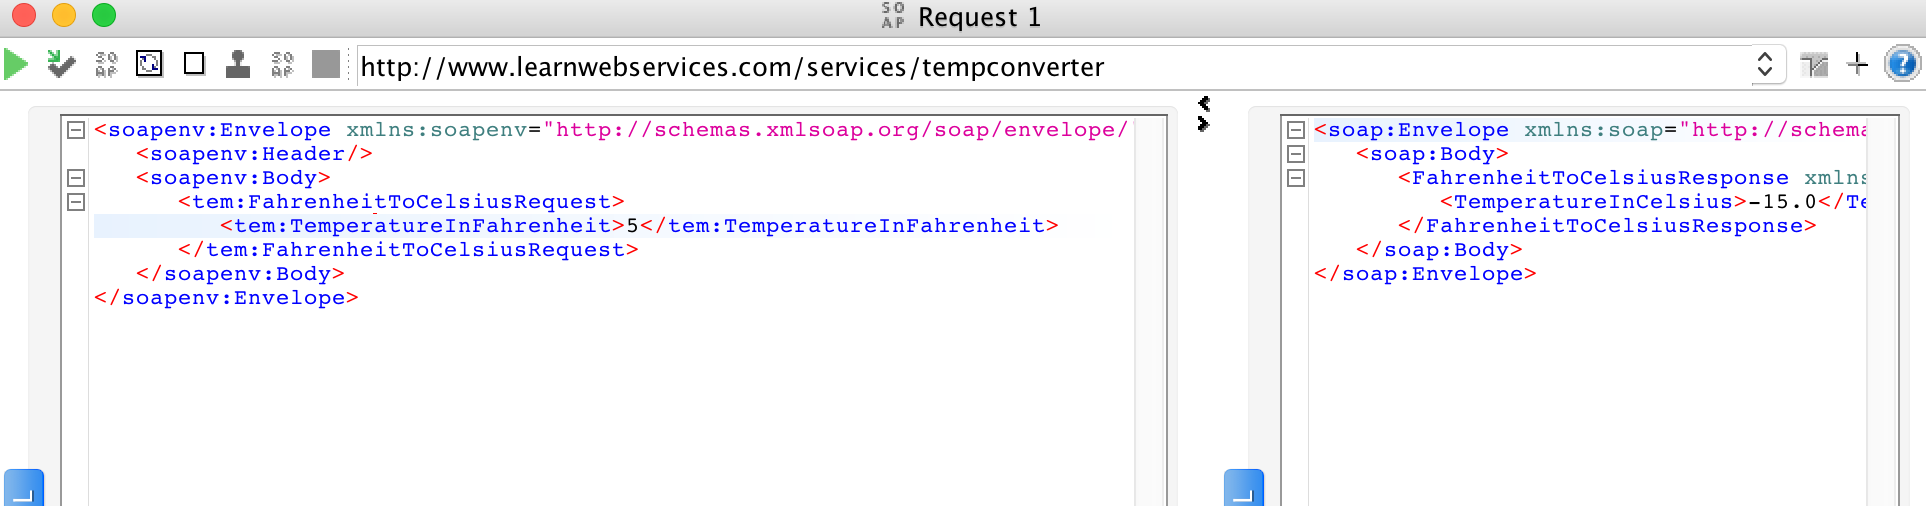 SO
AP Request 1
SO
AP
SO
AP
http://www.learnwebservices.com/services/tempconverter
?
<soapenv:Envelope xmlns:soapenv="http://schemas.xmlsoap.org/soap/envelope/
<soapenv:Header/>
<soapenv:Body>
<tem:FahrenheitToCelsiusRequest>
<tem:TemperatureInFahrenheit>5</tem:TemperatureInFahrenheit>
</tem:FahrenheitToCelsiusRequest>
</soapenv:Body>
</soapenv:Envelope>
<soap:Envelope xmlns:soap="http://schema
<soap:Body>
<FahrenheitToCelsiusResponse xmlns
<TemperatureInCelsius>-15.0</Te
</FahrenheitToCelsiusResponse>
</soap:Body>
</soap:Envelope>